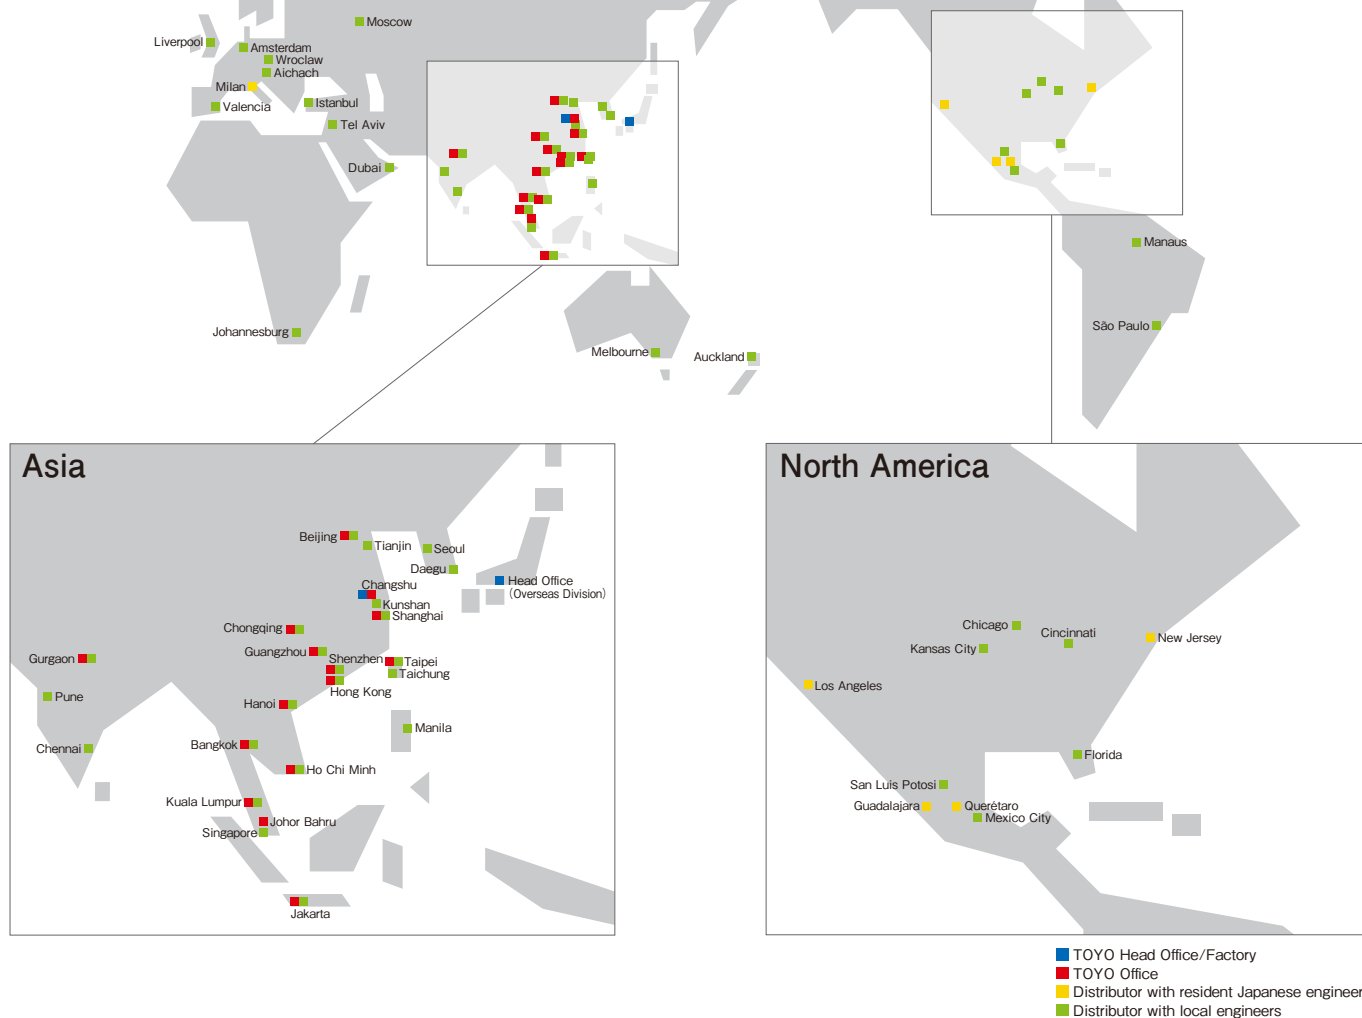 Moscow
Liverpool
Amsterdam
Wroclaw
Aichach
Milan
Valencia
Istanbul
Tel Aviv
Dubai
Johannesburg
Melbourne
Auckland
Manaus
São Paulo
Asia
Beijing
Tianjin
Seoul
Daegu
Head Office
(Overseas Division)
Changshu
Kunshan
Shanghai
Chongqing
Guangzhou
Shenzhen
Taipei
Taichung
Hong Kong
Gurgaon
Pune
Chennai
Hanoi
Manila
Bangkok
Ho Chi Minh
Kuala Lumpur
Johor Bahru
Singapore
Jakarta
North America
Chicago
Cincinnati
New Jersey
Kansas City
Los Angeles
Florida
San Luis Potosi
Guadalajara
Querétaro
Mexico City
TOYO Head Office/Factory
TOYO Office
Distributor with resident Japanese engineer
Distributor with local engineers